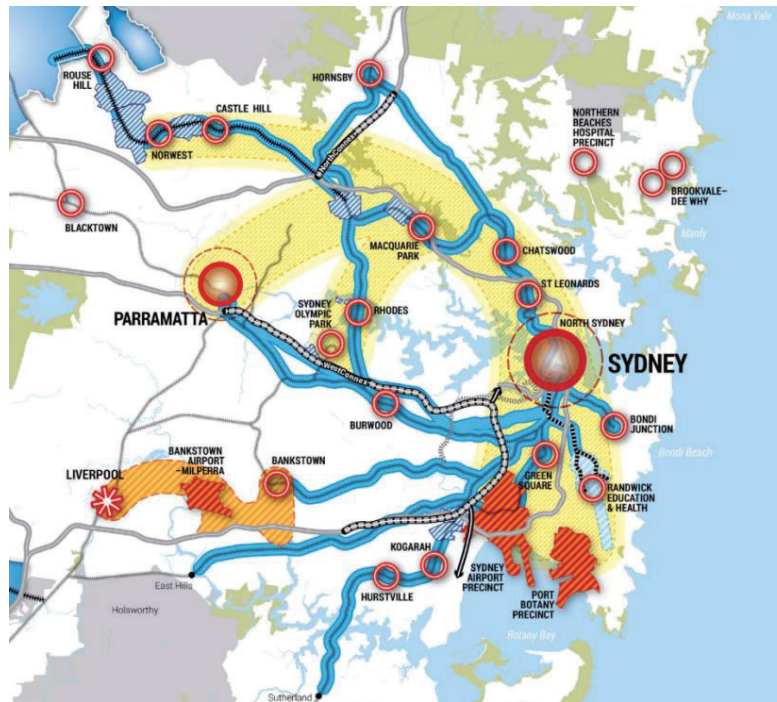 Mona Vale
ROUSE
HILL
HORNSBY
CASTLE HILL
NORWEST
NorthConnex
NORTHERN
BEACHES
HOSPITAL
PRECINCT
BROOKVALE–
DEE WHY
BLACKTOWN
MACQUARIE
PARK
CHATSWOOD
Manly
ST LEONARDS
PARRAMATTA
SYDNEY
OLYMPIC
PARK
RHODES
NORTH SYDNEY
SYDNEY
WestConnex
BURWOOD
BONDI
JUNCTION
Bondi Beach
BANKSTOWN
AIRPORT
–MILPERRA
LIVERPOOL
BANKSTOWN
GREEN
SQUARE
RANDWICK
EDUCATION
& HEALTH
KOGARAH
SYDNEY
AIRPORT
PRECINCT
East Hills
Holsworthy
HURSTVILLE
PORT
BOTANY
PRECINCT
Botany Bay
Sutherland